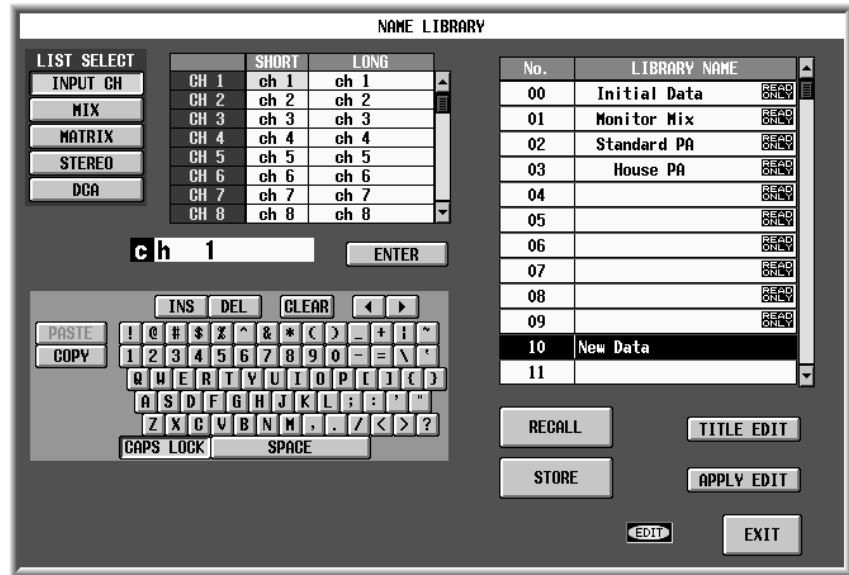 NAME LIBRARY
LIST SELECT
INPUT CH
MIX
MATRIX
STEREO
DCA
SHORT LONG
CH 1 ch 1 ch 1
CH 2 ch 2 ch 2
CH 3 ch 3 ch 3
CH 4 ch 4 ch 4
CH 5 ch 5 ch 5
CH 6 ch 6 ch 6
CH 7 ch 7 ch 7
CH 8 ch 8 ch 8
ch 1
ENTER
INS DEL CLEAR
PASTE ! @ # $ % ^ & * ( ) _ + ¦ ~
COPY 1 2 3 4 5 6 7 8 9 0 - = \ `
Q W E R T Y U I O P [ ] { }
A S D F G H J K L ; : ' "
Z X C V B N M , . / < > ?
CAPS LOCK SPACE
No. LIBRARY NAME
00 Initial Data READ ONLY
01 Monitor Mix READ ONLY
02 Standard PA READ ONLY
03 House PA READ ONLY
04 READ ONLY
05 READ ONLY
06 READ ONLY
07 READ ONLY
08 READ ONLY
09 READ ONLY
10 New Data
11
RECALL
TITLE EDIT
STORE
APPLY EDIT
EDIT
EXIT